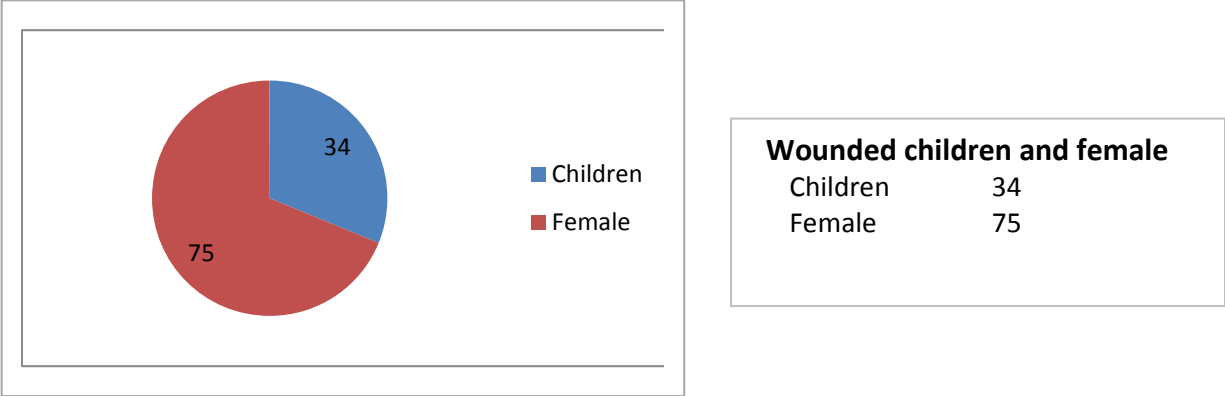 34
75
Children
Female
Wounded children and female
Children 34
Female 75